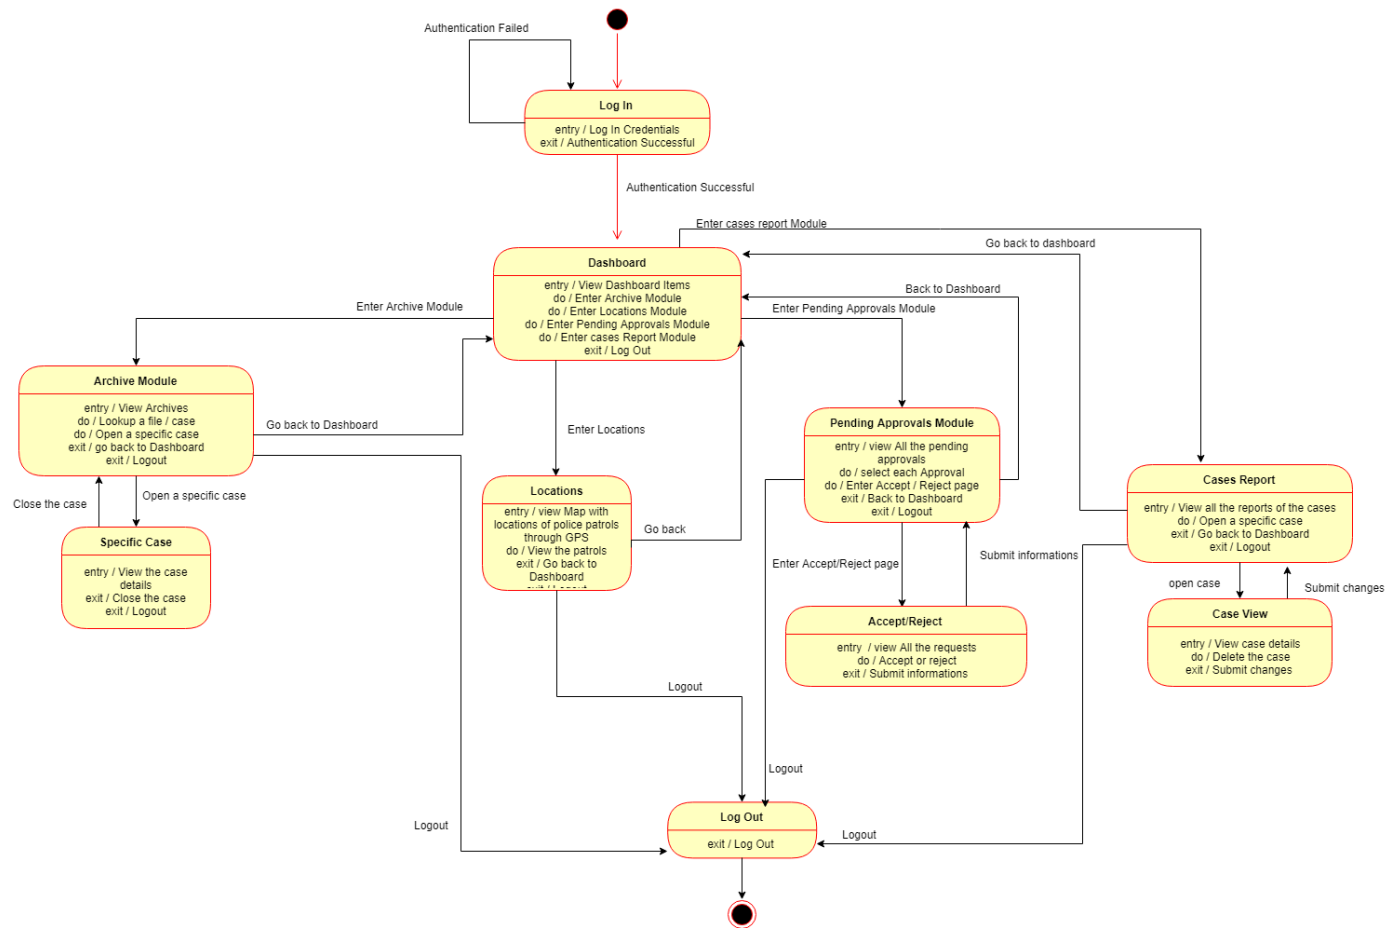 Authentication Failed
Log In
entry / Log In Credentials
exit / Authentication Successful
Authentication Successful
Enter cases report Module
Go back to dashboard
Dashboard
entry / View Dashboard Items
do / Enter Archive Module
do / Enter Locations Module
do / Enter Pending Approvals Module
do / Enter cases Report Module
exit / Log Out
Back to Dashboard
Enter Archive Module
Enter Pending Approvals Module
Archive Module
entry / View Archives
do / Lookup a file / case
do / Open a specific case
exit / go back to Dashboard
exit / Logout
Go back to Dashboard
Enter Locations
Pending Approvals Module
entry / view All the pending
approvals
do / select each Approval
do / Enter Accept / Reject page
exit / Back to Dashboard
exit / Logout
Cases Report
entry / View all the reports of the cases
do / Open a specific case
exit / Go back to Dashboard
exit / Logout
Locations
entry / view Map with
locations of police patrols
through GPS
do / View the patrols
exit / Go back to
Dashboard
exit / Logout
Go back
Close the case
Open a specific case
Specific Case
entry / View the case
details
exit / Close the case
exit / Logout
Enter Accept/Reject page
Submit informations
open case
Submit changes
Accept/Reject
entry  / view All the requests
do / Accept or reject
exit / Submit informations
Case View
entry / View case details
do / Delete the case
exit / Submit changes
Logout
Logout
Logout
Logout
Log Out
exit / Log Out